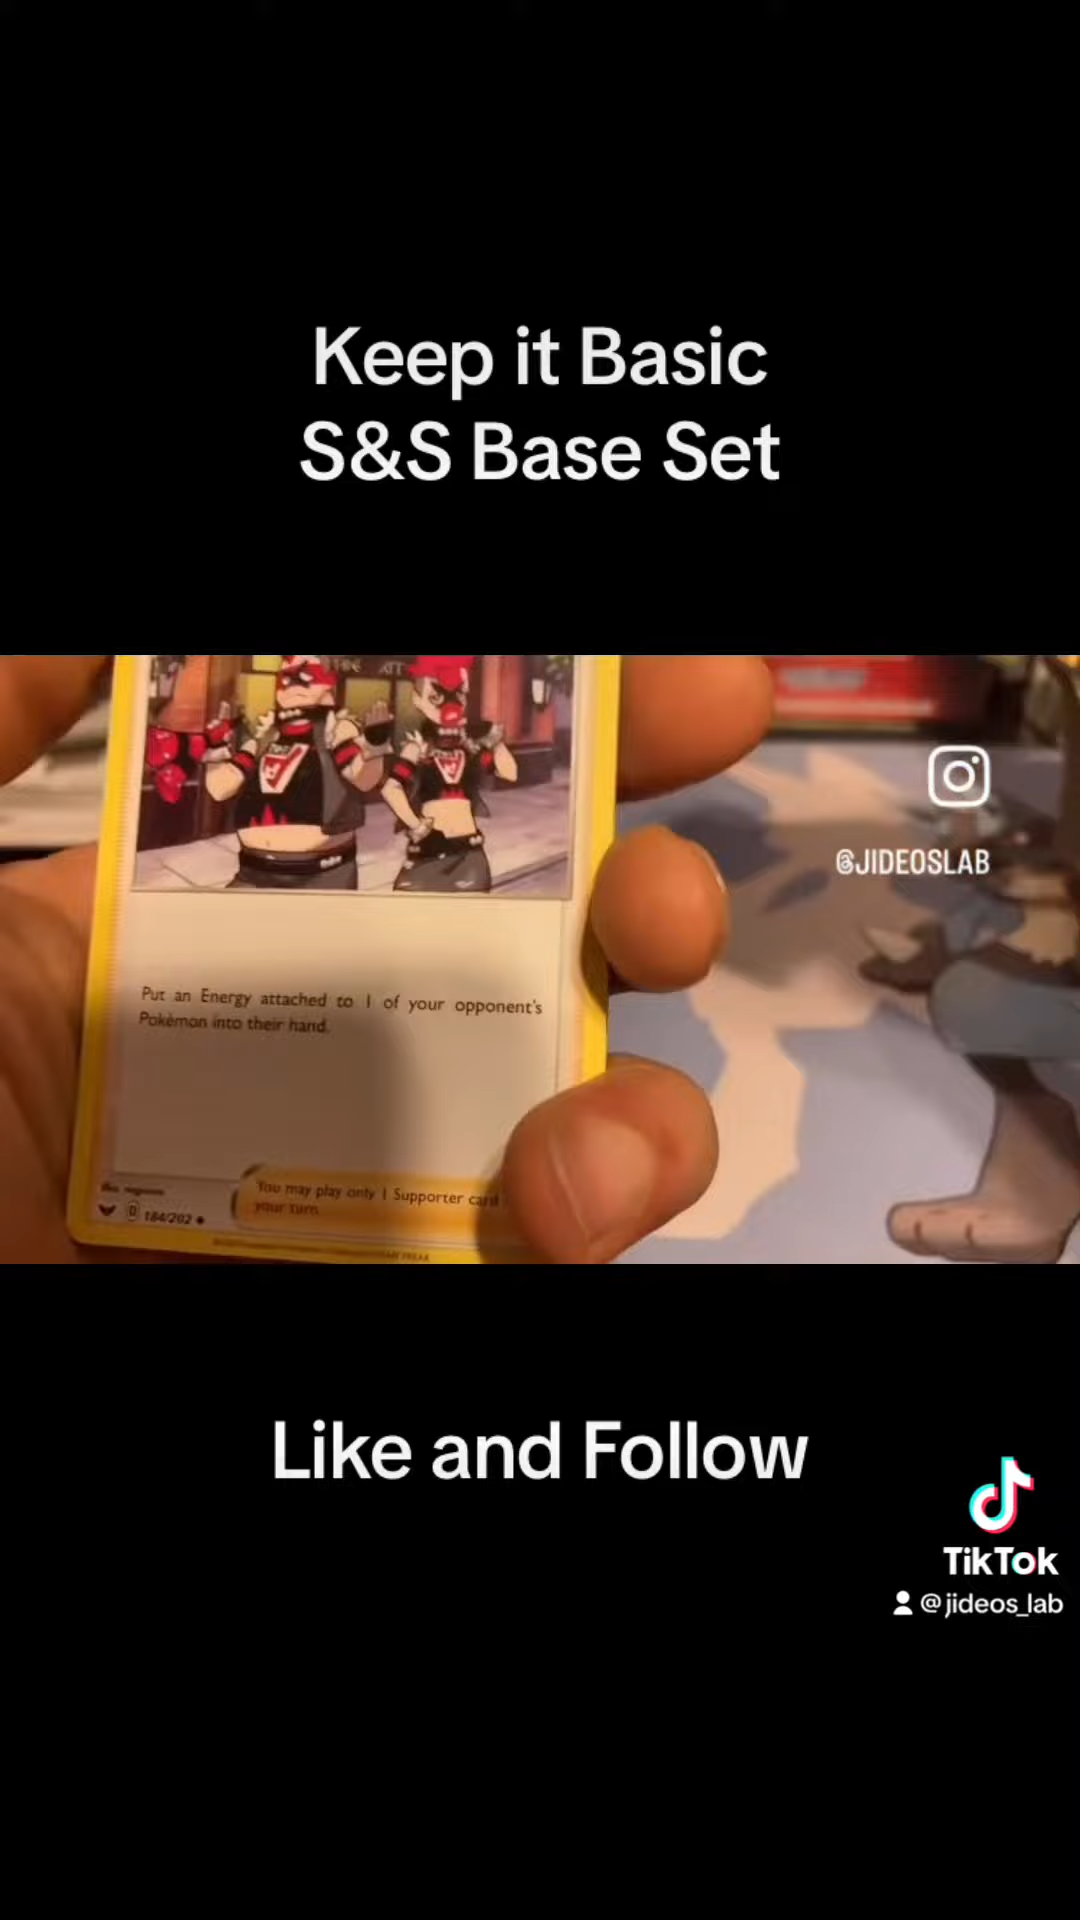 Keep it Basic
S&S Base Set
@JIDEOSLAB
Put an Energy attached to 1 of your opponent's
Pokémon into their hand.
You may play only 1 Supporter card
your turn
D 184/202
Like and Follow
TikTok
@jideos_lab